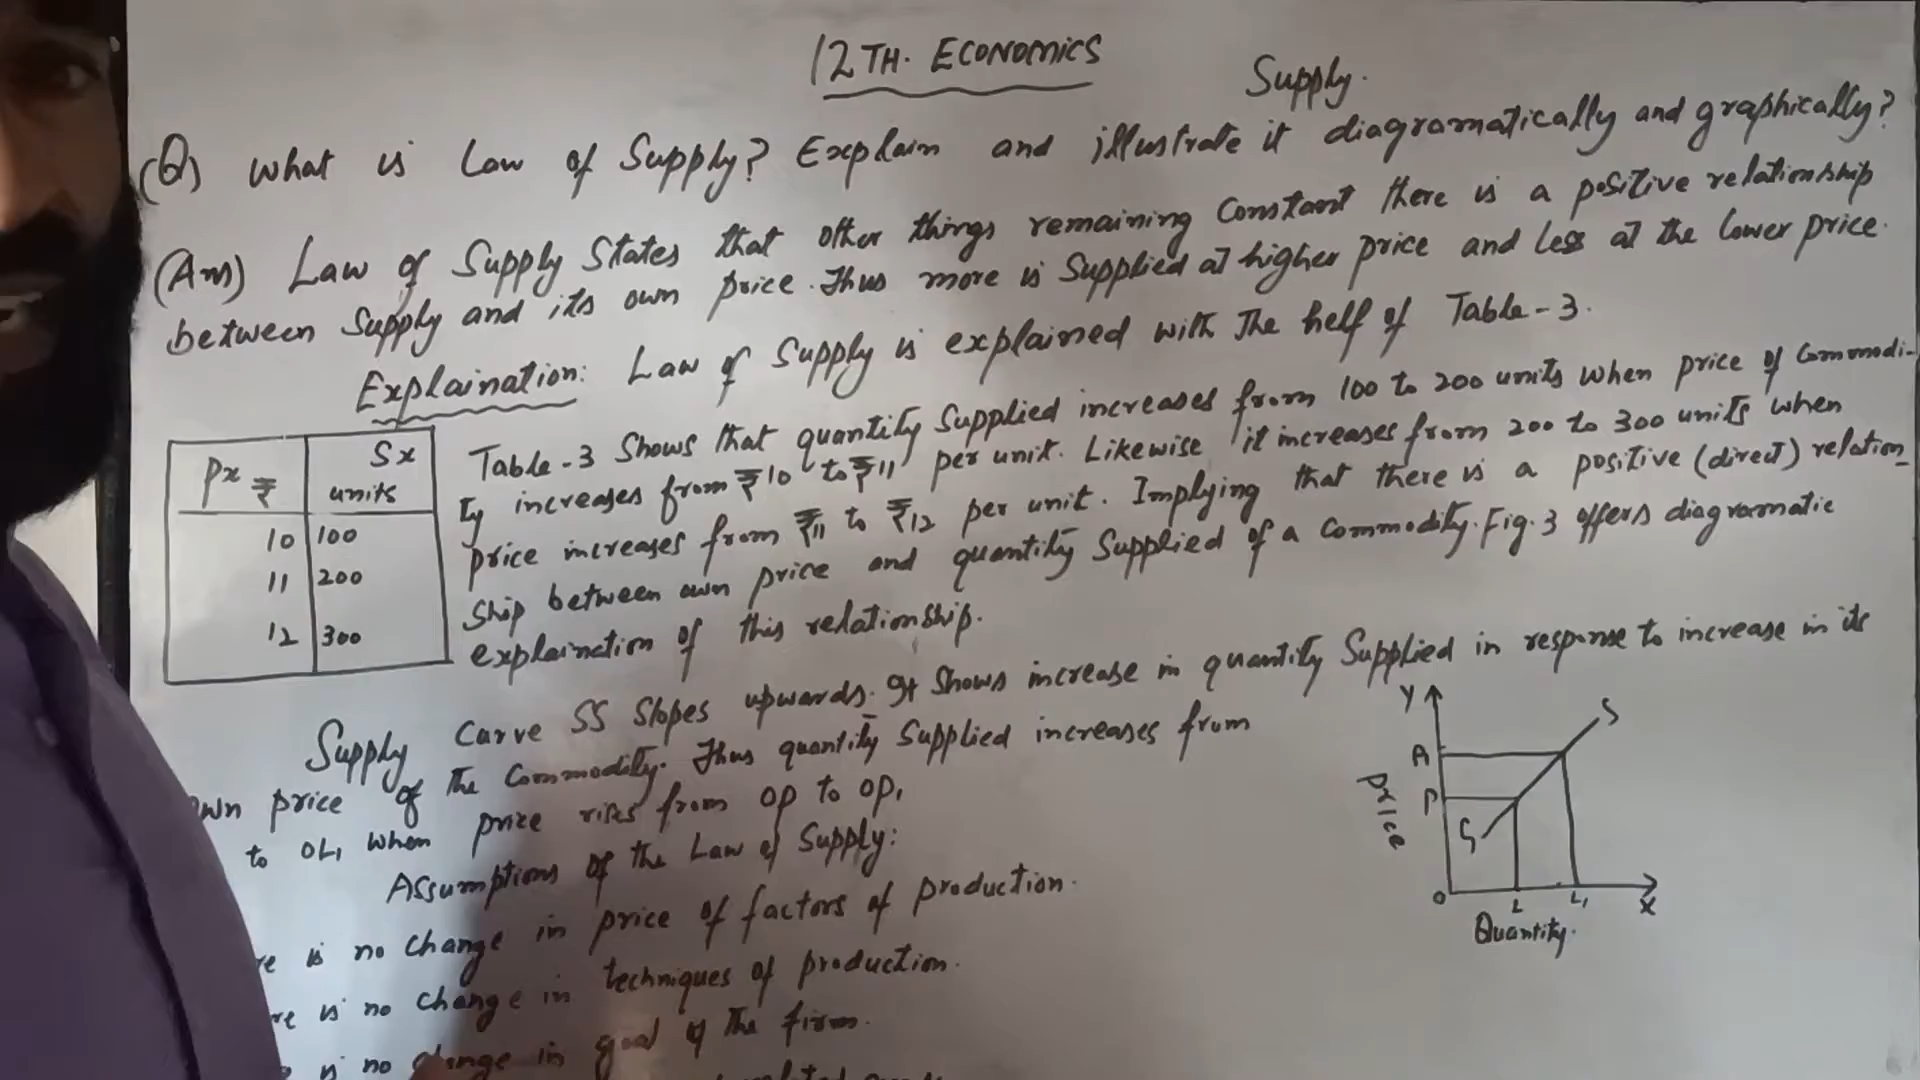 12TH. ECONOMICS
Supply.
(Q) What is Law of Supply? Explain and illustrate it diagramatically and graphically?
(Ans) Law of Supply States that other things remaining Constant there is a positive relationship
between Supply and its own price. Thus more is Supplied at higher price and less at the lower price.
Explaination: Law of Supply is explained with the help of Table-3.
Px ₹ Sx units
10 100
11 200
12 300
Table-3 Shows that quantity Supplied increases from 100 to 200 units when price of Commodi-
ty increases from ₹10 to ₹11 per unit. Likewise it increases from 200 to 300 units when
price increases from ₹11 to ₹12 per unit. Implying that there is a positive (direct) relation-
Ship between own price and quantity Supplied of a Commodity. Fig. 3 offers diagramatic
explaination of this relationship.
Supply Curve SS Slopes upwards. It Shows increase in quantity Supplied in response to increase in its
own price of the Commodity. Thus quantity Supplied increases from
to OL1 when price rises from OP to OP1
Assumptions of the Law of Supply:
re is no change in price of factors of production.
re is no change in techniques of production.
is no change in goal of the firm.
Y
S
A
P
Price
S
O
L
L1
X
Quantity.